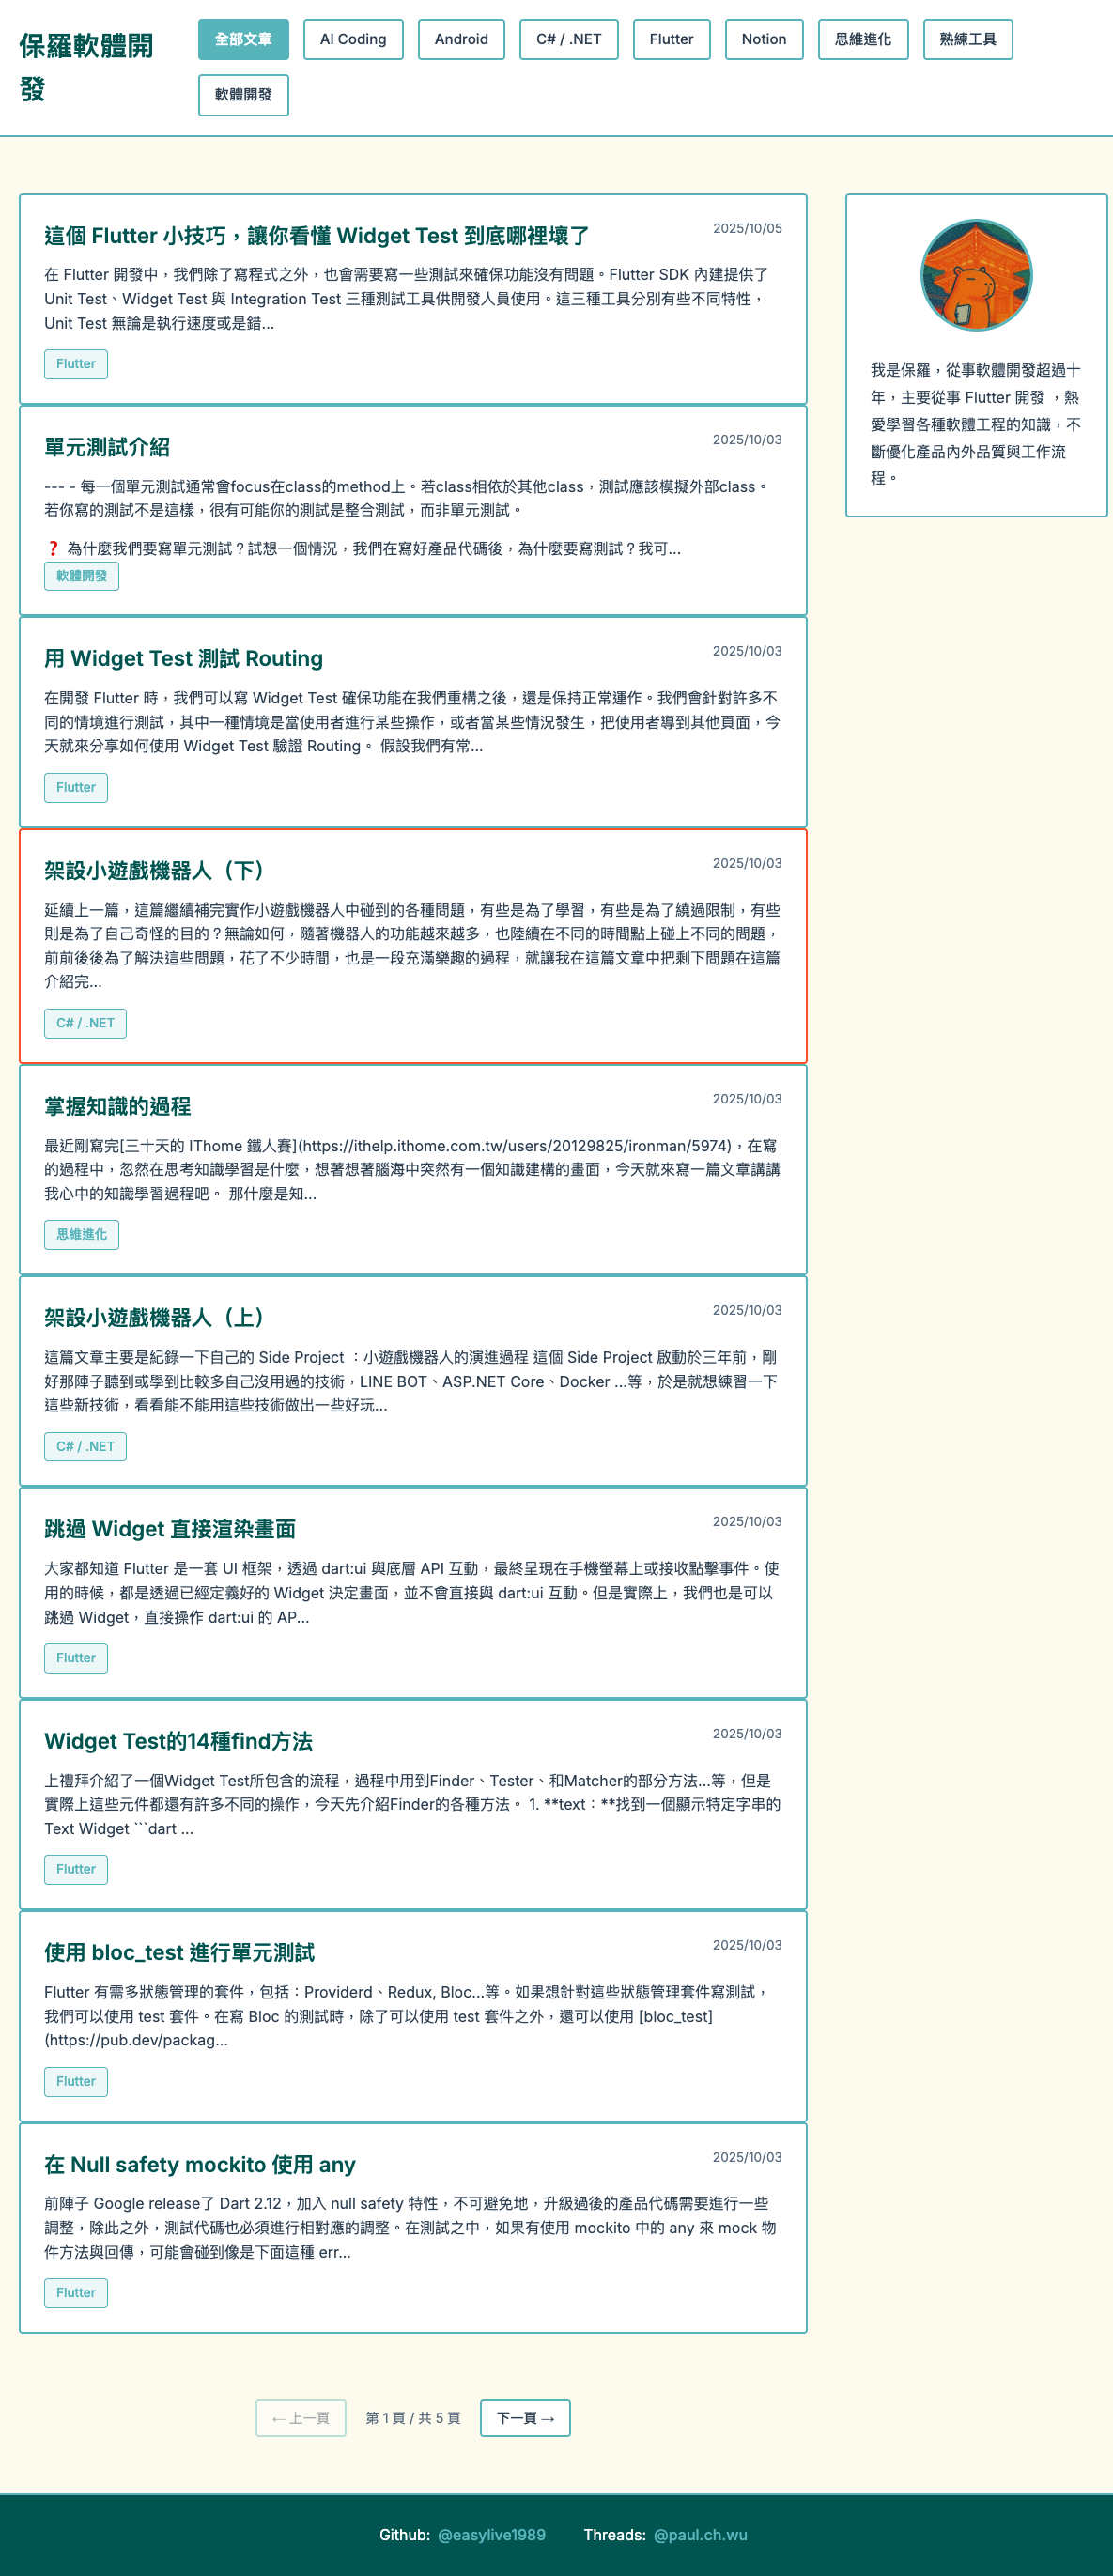 保羅軟體開
發
全部文章
AI Coding
Android
C# / .NET
Flutter
Notion
思維進化
熟練工具
軟體開發
這個 Flutter 小技巧，讓你看懂 Widget Test 到底哪裡壞了
2025/10/05
在 Flutter 開發中，我們除了寫程式之外，也會需要寫一些測試來確保功能沒有問題。Flutter SDK 內建提供了
Unit Test、Widget Test 與 Integration Test 三種測試工具供開發人員使用。這三種工具分別有些不同特性，
Unit Test 無論是執行速度或是錯...
Flutter
單元測試介紹
2025/10/03
--- - 每一個單元測試通常會focus在class的method上。若class相依於其他class，測試應該模擬外部class。
若你寫的測試不是這樣，很有可能你的測試是整合測試，而非單元測試。
❓ 為什麼我們要寫單元測試？試想一個情況，我們在寫好產品代碼後，為什麼要寫測試？我可...
軟體開發
用 Widget Test 測試 Routing
2025/10/03
在開發 Flutter 時，我們可以寫 Widget Test 確保功能在我們重構之後，還是保持正常運作。我們會針對許多不
同的情境進行測試，其中一種情境是當使用者進行某些操作，或者當某些情況發生，把使用者導到其他頁面，今
天就來分享如何使用 Widget Test 驗證 Routing。 假設我們有常...
Flutter
架設小遊戲機器人（下）
2025/10/03
延續上一篇，這篇繼續補完實作小遊戲機器人中碰到的各種問題，有些是為了學習，有些是為了繞過限制，有些
則是為了自己奇怪的目的？無論如何，隨著機器人的功能越來越多，也陸續在不同的時間點上碰上不同的問題，
前前後後為了解決這些問題，花了不少時間，也是一段充滿樂趣的過程，就讓我在這篇文章中把剩下問題在這篇
介紹完...
C# / .NET
掌握知識的過程
2025/10/03
最近剛寫完[三十天的 IThome 鐵人賽](https://ithelp.ithome.com.tw/users/20129825/ironman/5974)，在寫
的過程中，忽然在思考知識學習是什麼，想著想著腦海中突然有一個知識建構的畫面，今天就來寫一篇文章講講
我心中的知識學習過程吧。 那什麼是知...
思維進化
架設小遊戲機器人（上）
2025/10/03
這篇文章主要是紀錄一下自己的 Side Project ：小遊戲機器人的演進過程 這個 Side Project 啟動於三年前，剛
好那陣子聽到或學到比較多自己沒用過的技術，LINE BOT、ASP.NET Core、Docker ...等，於是就想練習一下
這些新技術，看看能不能用這些技術做出一些好玩...
C# / .NET
跳過 Widget 直接渲染畫面
2025/10/03
大家都知道 Flutter 是一套 UI 框架，透過 dart:ui 與底層 API 互動，最終呈現在手機螢幕上或接收點擊事件。使
用的時候，都是透過已經定義好的 Widget 決定畫面，並不會直接與 dart:ui 互動。但是實際上，我們也是可以
跳過 Widget，直接操作 dart:ui 的 AP...
Flutter
Widget Test的14種find方法
2025/10/03
上禮拜介紹了一個Widget Test所包含的流程，過程中用到Finder、Tester、和Matcher的部分方法...等，但是
實際上這些元件都還有許多不同的操作，今天先介紹Finder的各種方法。 1. **text：**找到一個顯示特定字串的
Text Widget ```dart ...
Flutter
使用 bloc_test 進行單元測試
2025/10/03
Flutter 有需多狀態管理的套件，包括：Providerd、Redux, Bloc...等。如果想針對這些狀態管理套件寫測試，
我們可以使用 test 套件。在寫 Bloc 的測試時，除了可以使用 test 套件之外，還可以使用 [bloc_test]
(https://pub.dev/packag...
Flutter
在 Null safety mockito 使用 any
2025/10/03
前陣子 Google release了 Dart 2.12，加入 null safety 特性，不可避免地，升級過後的產品代碼需要進行一些
調整，除此之外，測試代碼也必須進行相對應的調整。在測試之中，如果有使用 mockito 中的 any 來 mock 物
件方法與回傳，可能會碰到像是下面這種 err...
Flutter
我是保羅，從事軟體開發超過十
年，主要從事 Flutter 開發 ，熱
愛學習各種軟體工程的知識，不
斷優化產品內外品質與工作流
程。
← 上一頁
第 1 頁 / 共 5 頁
下一頁 →
Github: @easylive1989
Threads: @paul.ch.wu